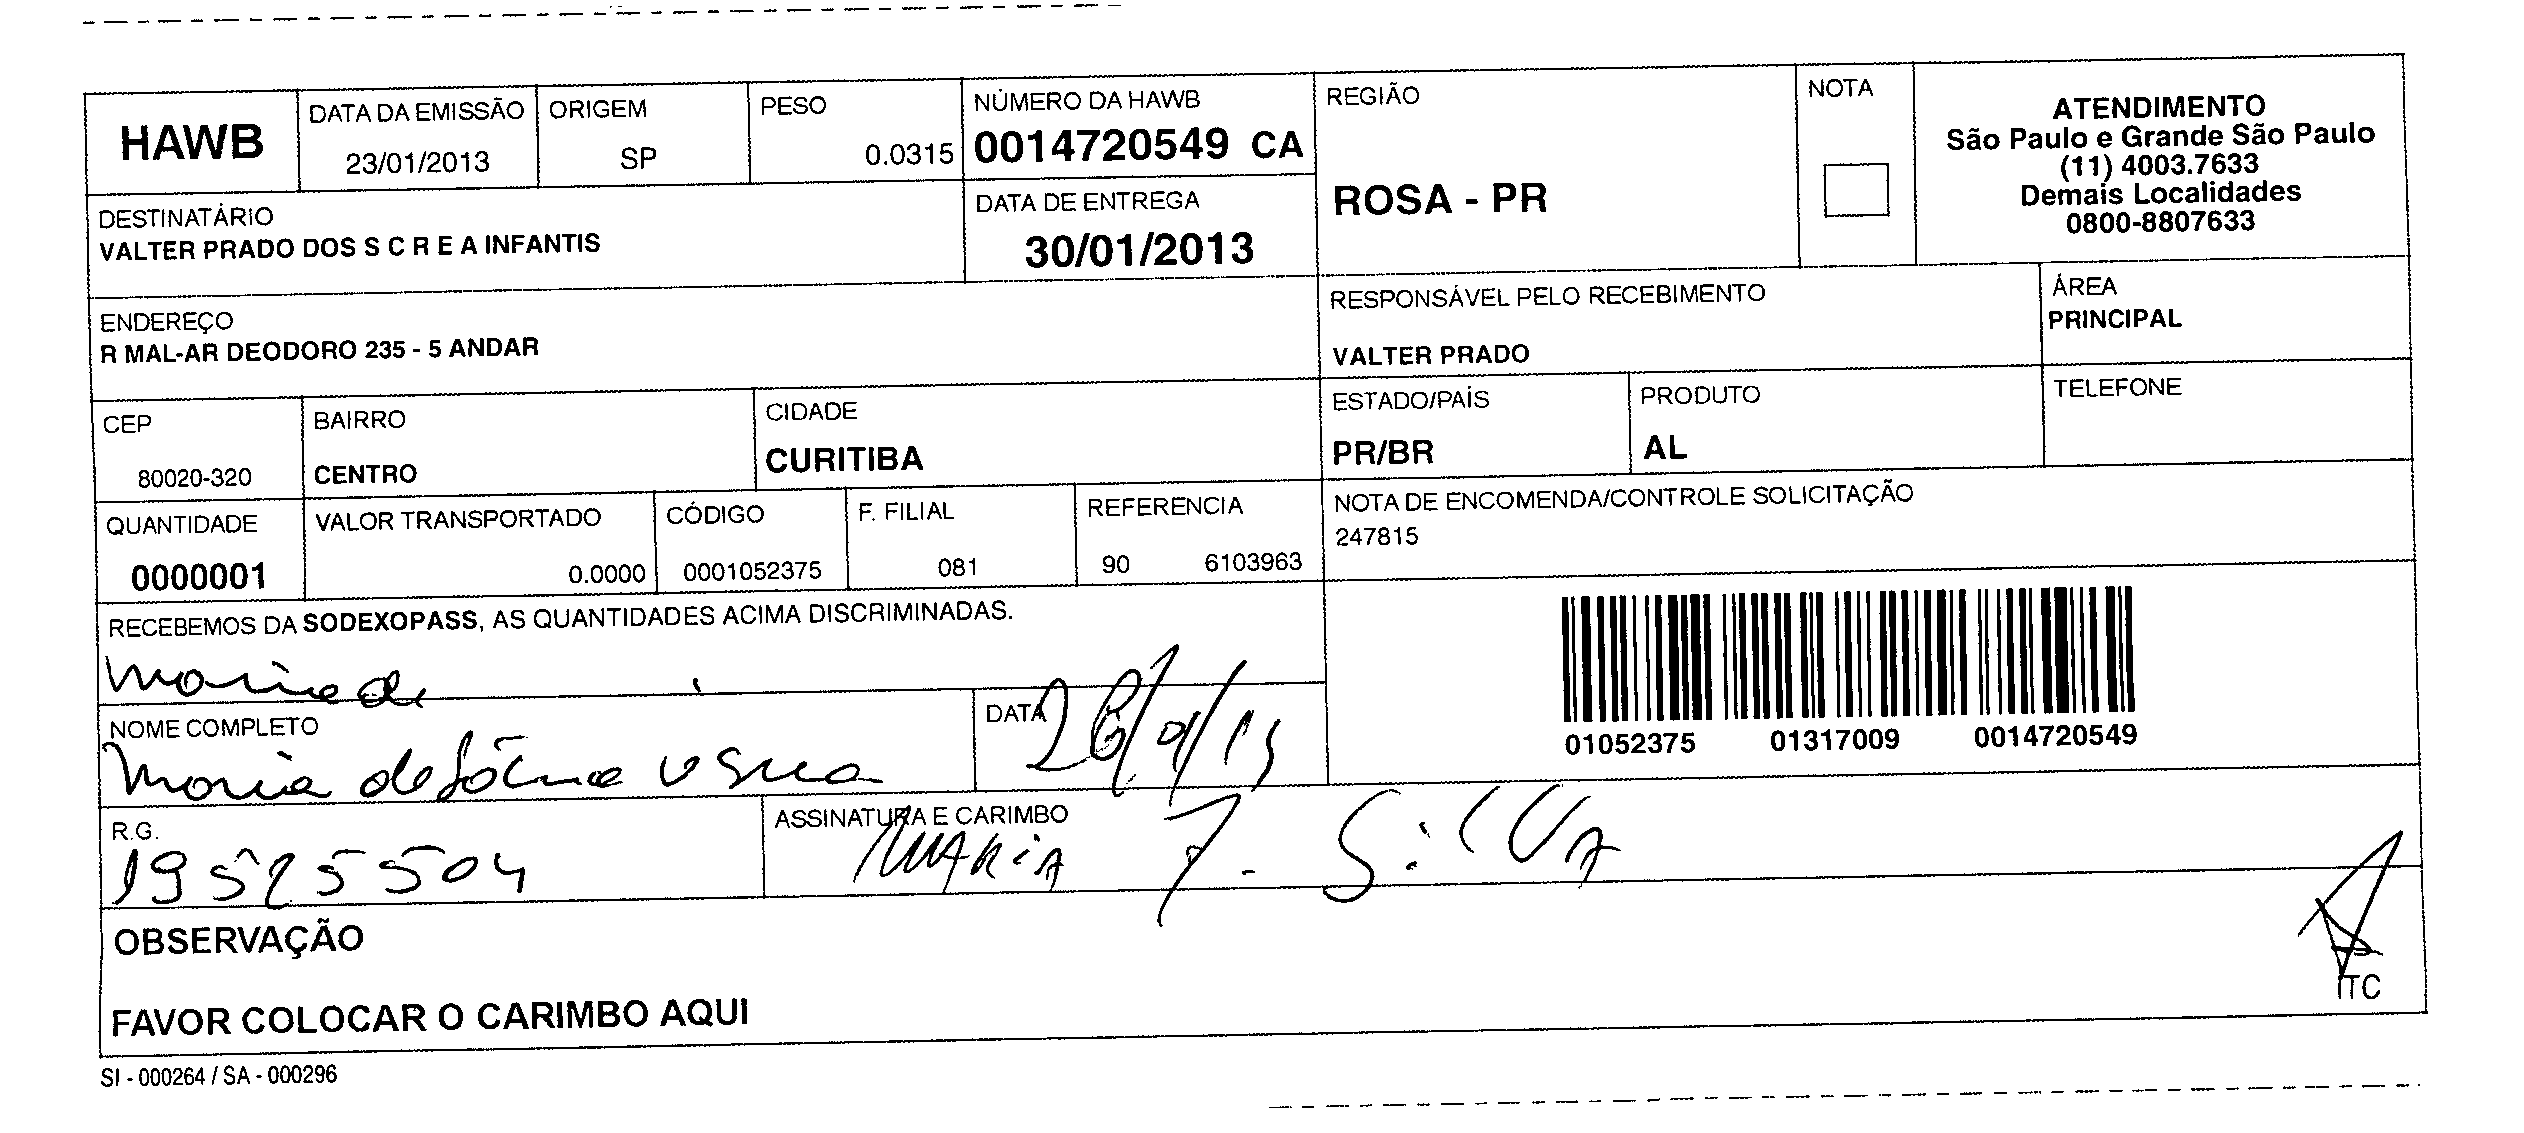 HAWB
DATA DA EMISSÃO
23/01/2013
ORIGEM
SP
PESO
0.0315
NÚMERO DA HAWB
0014720549 CA
DATA DE ENTREGA
30/01/2013
REGIÃO
ROSA - PR
NOTA
ATENDIMENTO
São Paulo e Grande São Paulo
(11) 4003.7633
Demais Localidades
0800-8807633
DESTINATÁRIO
VALTER PRADO DOS S C R E A INFANTIS
ENDEREÇO
R MAL-AR DEODORO 235 - 5 ANDAR
RESPONSÁVEL PELO RECEBIMENTO
VALTER PRADO
ÁREA
PRINCIPAL
CEP
80020-320
BAIRRO
CENTRO
CIDADE
CURITIBA
ESTADO/PAÍS
PR/BR
PRODUTO
AL
TELEFONE
QUANTIDADE
0000001
VALOR TRANSPORTADO
0.0000
CÓDIGO
0001052375
F. FILIAL
081
REFERENCIA
90 6103963
NOTA DE ENCOMENDA/CONTROLE SOLICITAÇÃO
247815
RECEBEMOS DA SODEXOPASS, AS QUANTIDADES ACIMA DISCRIMINADAS.
Maria de
NOME COMPLETO
Maria de Fátima
DATA
01052375 01317009 0014720549
R.G.
19525504
ASSINATURA E CARIMBO
MARIA F. SILVA
OBSERVAÇÃO
FAVOR COLOCAR O CARIMBO AQUI
ITC
SI - 000264 / SA - 000296